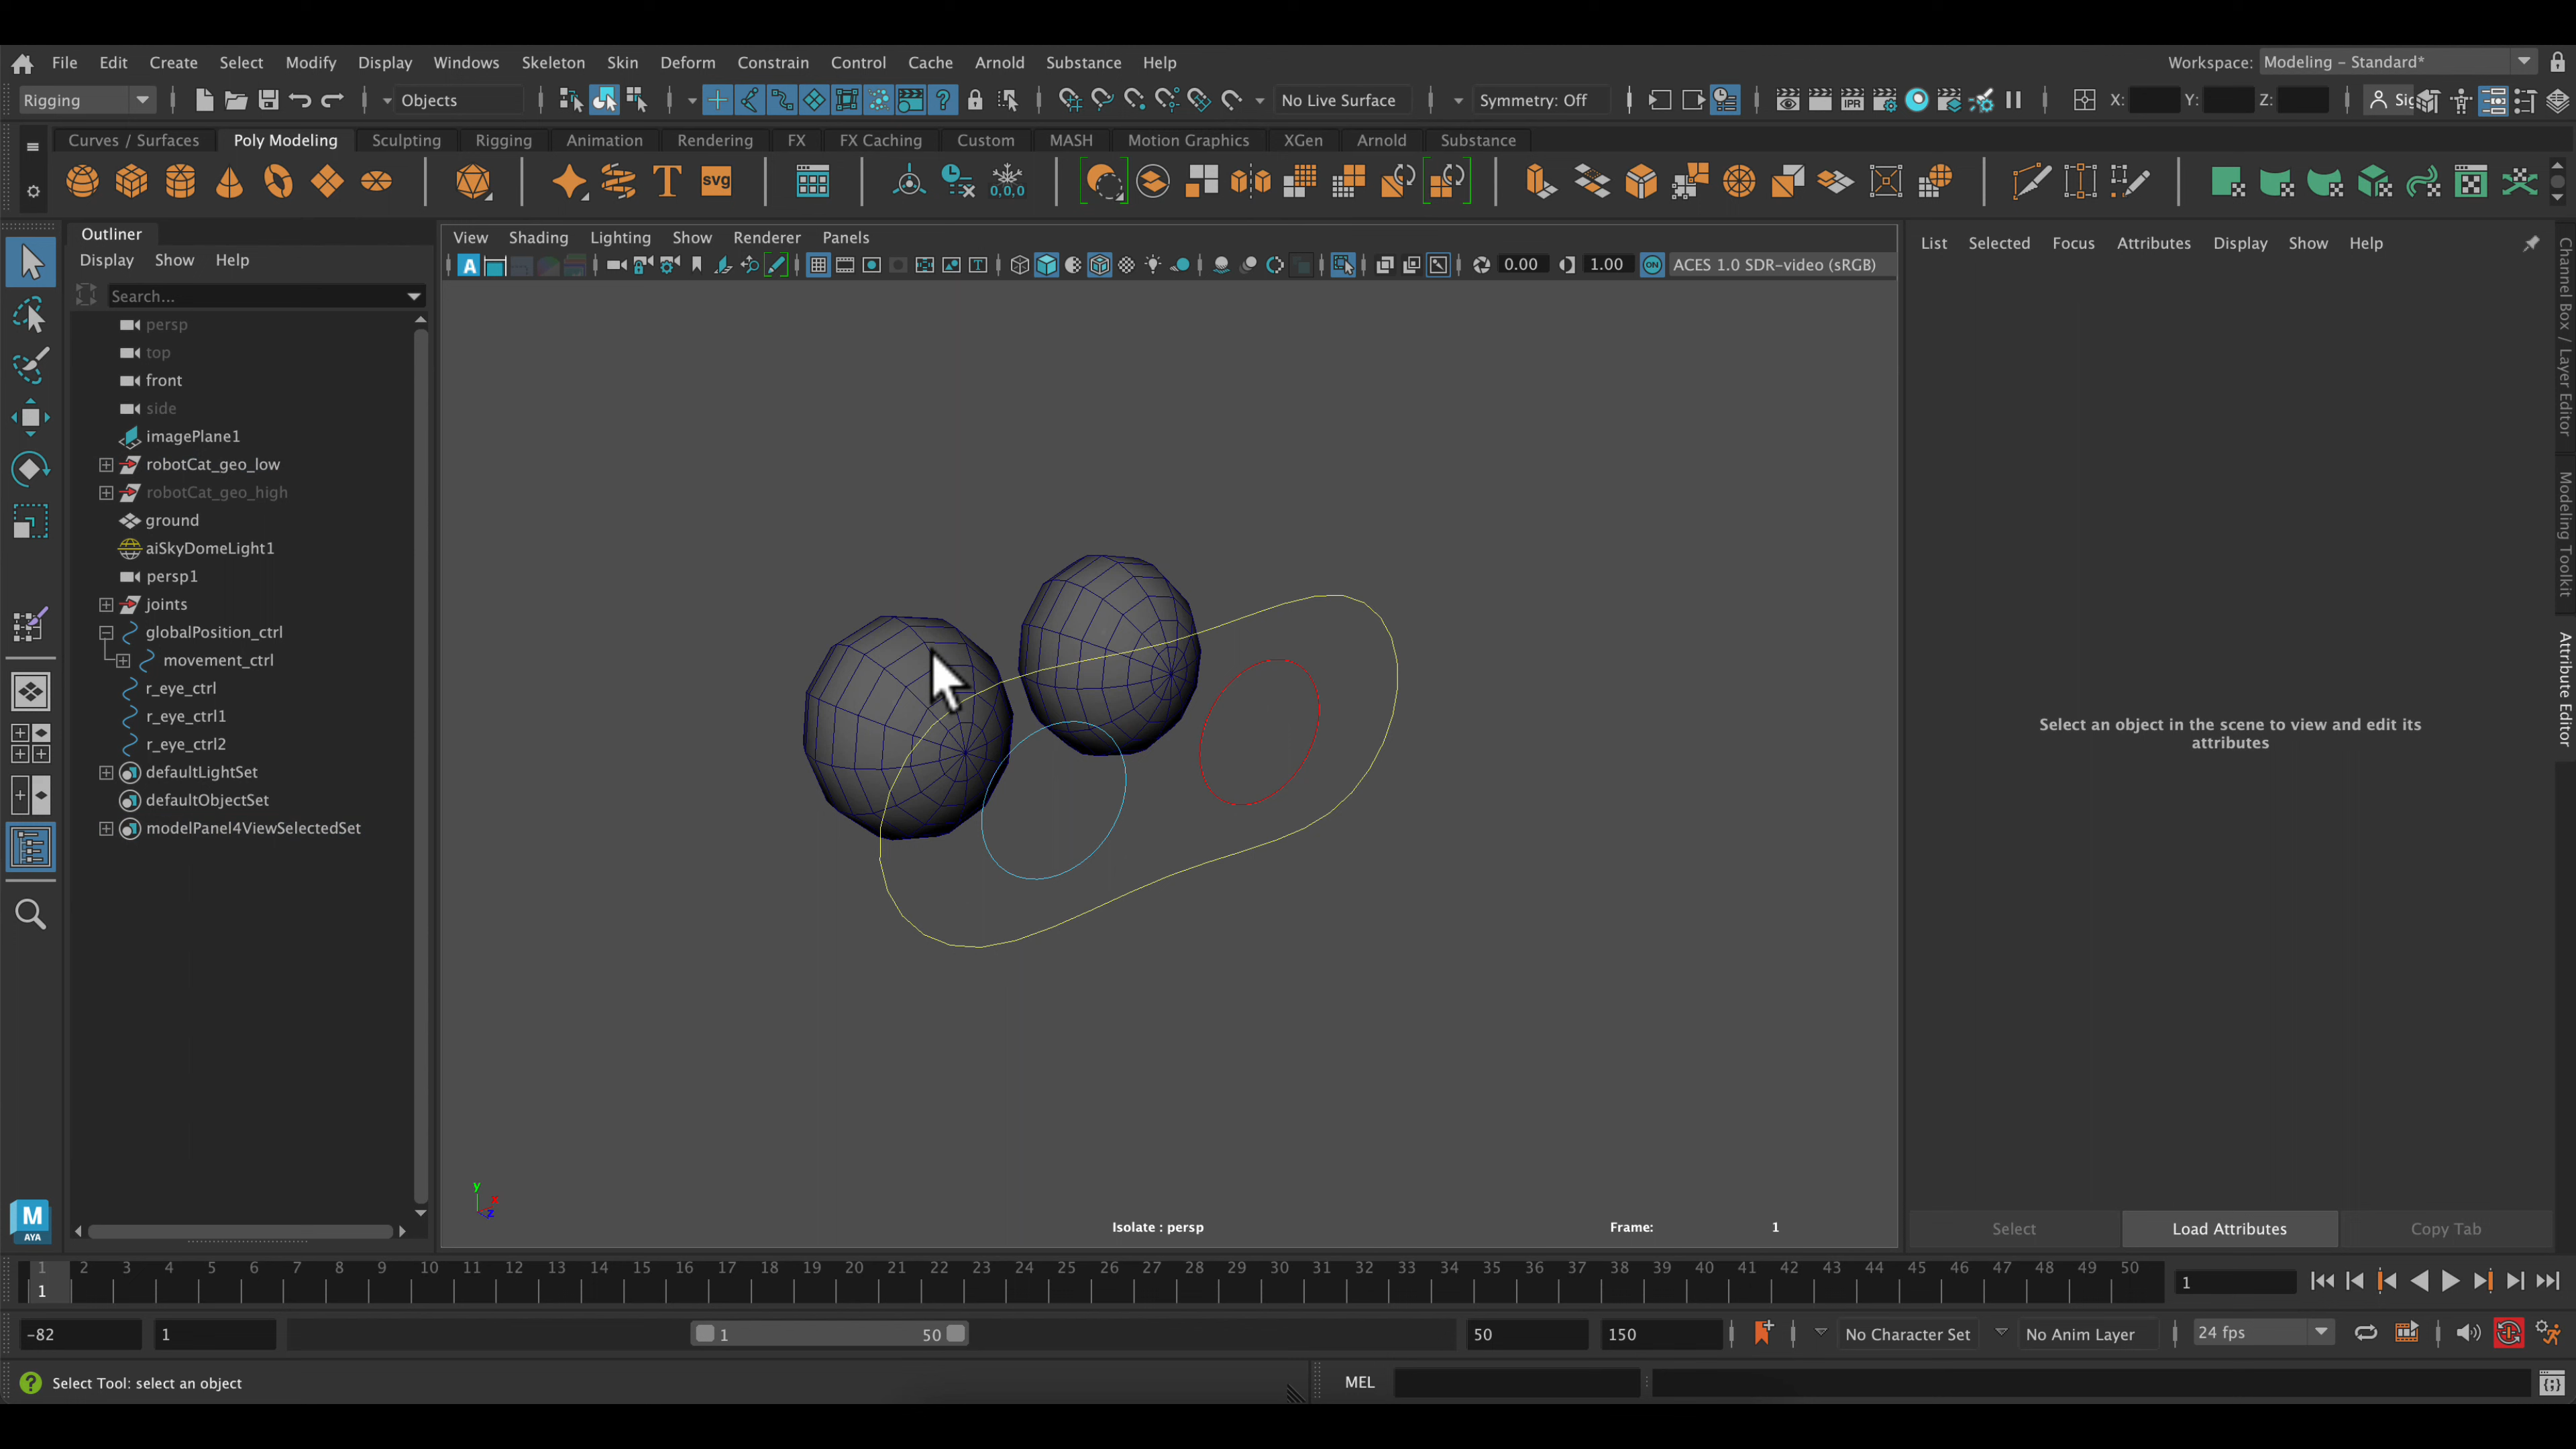 File Edit Create Select Modify Display Windows Skeleton Skin Deform Constrain Control Cache Arnold Substance Help Workspace: Modeling – Standard*
Rigging Objects No Live Surface Symmetry: Off IPR X: Y: Z:
Curves / Surfaces Poly Modeling Sculpting Rigging Animation Rendering FX FX Caching Custom MASH Motion Graphics XGen Arnold Substance
T svg 0,0,0
Outliner
Display Show Help
Search...
persp
top
front
side
imagePlane1
robotCat_geo_low
robotCat_geo_high
ground
aiSkyDomeLight1
persp1
joints
globalPosition_ctrl
movement_ctrl
r_eye_ctrl
r_eye_ctrl1
r_eye_ctrl2
defaultLightSet
defaultObjectSet
modelPanel4ViewSelectedSet
View Shading Lighting Show Renderer Panels
0.00 1.00 ON ACES 1.0 SDR-video (sRGB)
y
x
z
Isolate : persp Frame: 1
List Selected Focus Attributes Display Show Help
Select an object in the scene to view and edit its
attributes
Select Load Attributes Copy Tab
Channel Box / Layer Editor
Modeling Toolkit
Attribute Editor
M
AYA
1 2 3 4 5 6 7 8 9 10 11 12 13 14 15 16 17 18 19 20 21 22 23 24 25 26 27 28 29 30 31 32 33 34 35 36 37 38 39 40 41 42 43 44 45 46 47 48 49 50
1 1
-82 1 1 50 50 150 No Character Set No Anim Layer 24 fps
Select Tool: select an object MEL